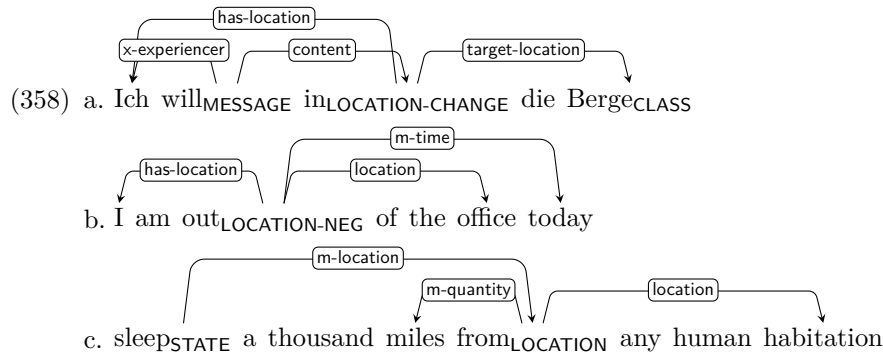 has-location
x-experiencer content target-location
(358) a. Ich willMESSAGE inLOCATION-CHANGE die BergeCLASS
m-time
has-location location
b. I am outLOCATION-NEG of the office today
m-location
m-quantity location
c. sleepSTATE a thousand miles fromLOCATION any human habitation